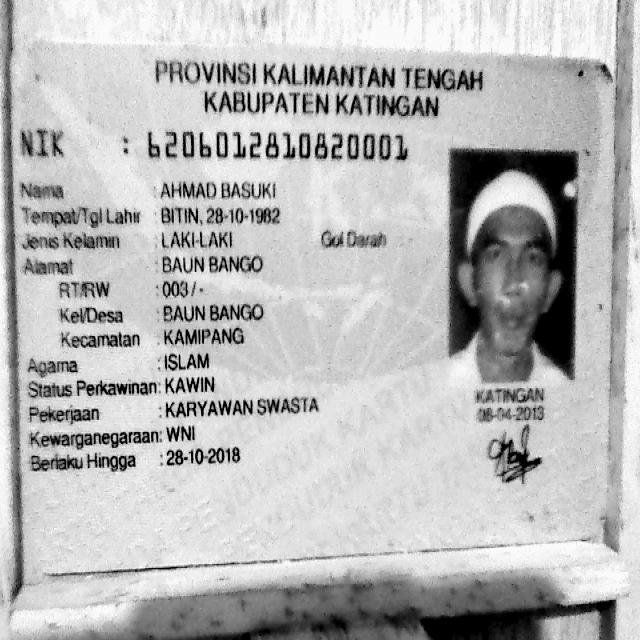 PROVINSI KALIMANTAN TENGAH
KABUPATEN KATINGAN
NIK : 6206012810820001
Nama : AHMAD BASUKI
Tempat/Tgl Lahir : BITIN, 28-10-1982
Jenis Kelamin : LAKI-LAKI Gol Darah
Alamat : BAUN BANGO
RT/RW : 003 / -
Kel/Desa : BAUN BANGO
Kecamatan : KAMIPANG
Agama : ISLAM
Status Perkawinan: KAWIN
Pekerjaan : KARYAWAN SWASTA
Kewarganegaraan: WNI
Berlaku Hingga : 28-10-2018
KATINGAN
08-04-2013